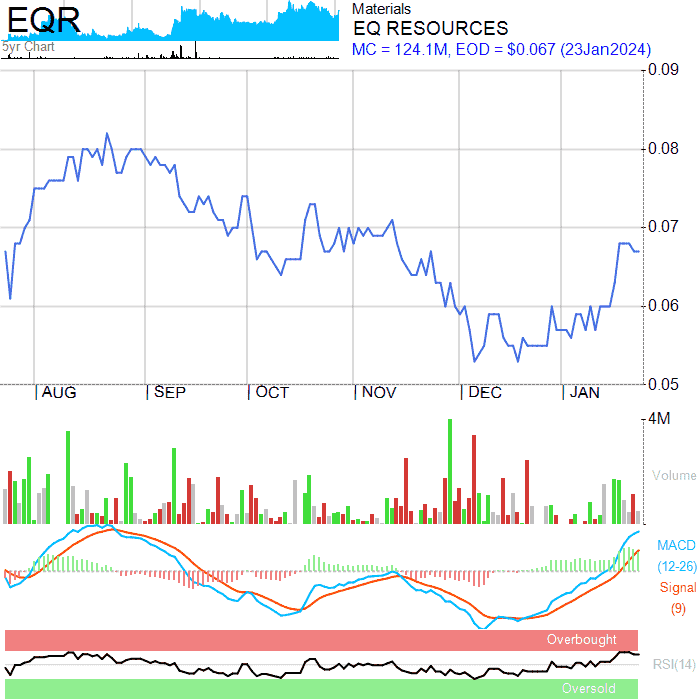 EQR
5yr Chart
Materials
EQ RESOURCES
MC = 124.1M, EOD = $0.067 (23Jan2024)
0.09
0.08
0.07
0.06
0.05
| AUG | SEP | OCT | NOV | DEC | JAN
4M
Volume
MACD
(12-26)
Signal
(9)
Overbought
RSI(14)
Oversold